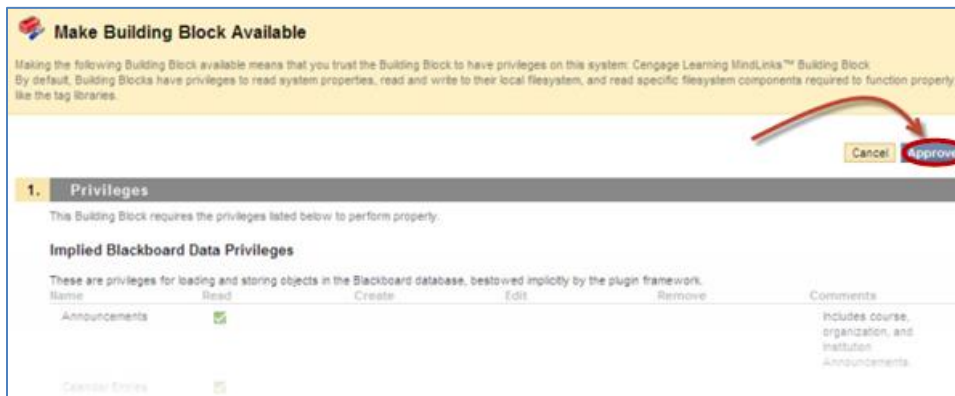 Make Building Block Available
Making the following Building Block available means that you trust the Building Block to have privileges on this system: Cengage Learning MindLinks™ Building Block
By default, Building Blocks have privileges to read system properties, read and write to their local filesystem, and read specific filesystem components required to function properly,
like the tag libraries.
Cancel Approve
1. Privileges
This Building Block requires the privileges listed below to perform properly.
Implied Blackboard Data Privileges
These are privileges for loading and storing objects in the Blackboard database, bestowed implicitly by the plugin framework.
Name Read Create Edit Remove Comments
Announcements Includes course,
organization, and
Institution
Announcements.
Calendar Entries